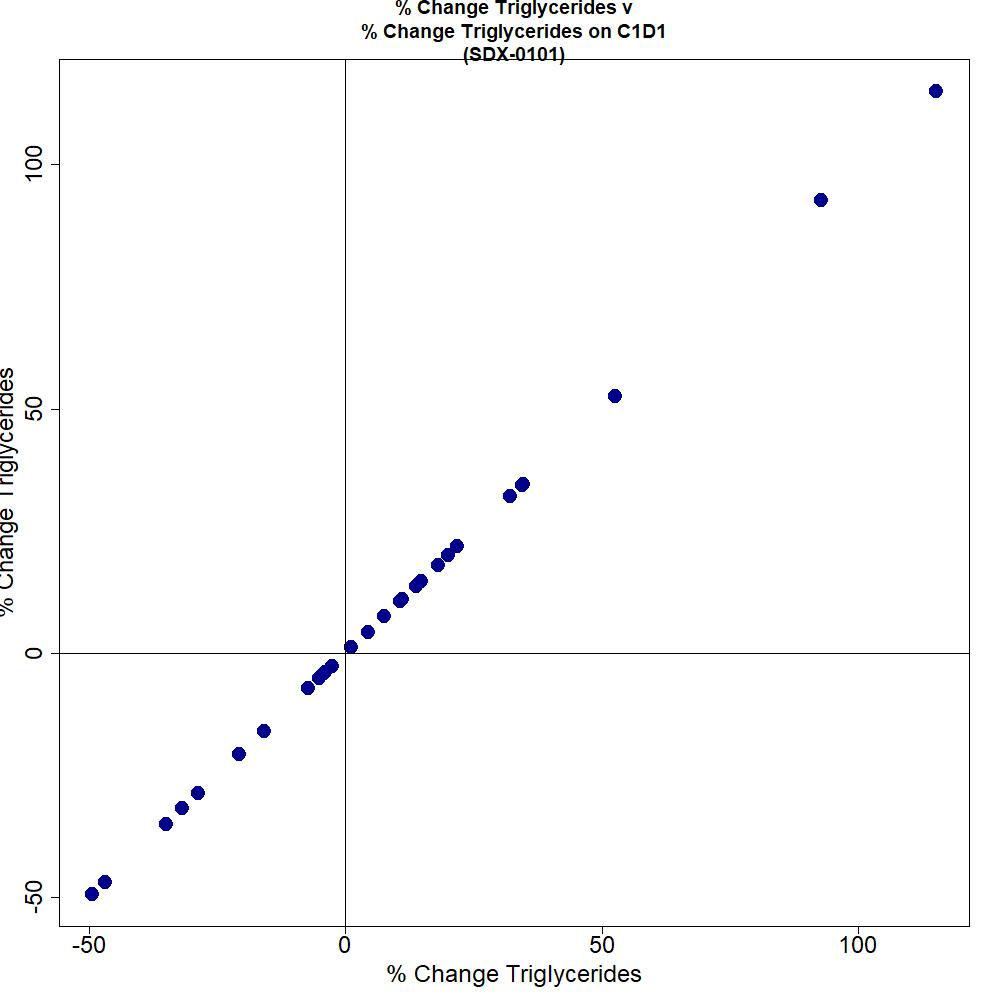 % Change Triglycerides v
% Change Triglycerides on C1D1
(SDX-0101)
% Change Triglycerides
100
50
0
-50
-50 0 50 100
% Change Triglycerides